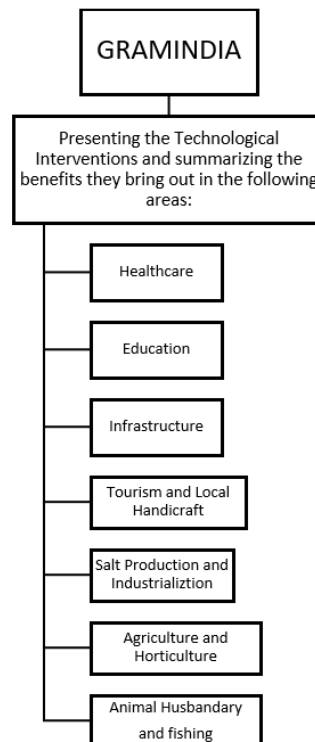 GRAMINDIA
Presenting the Technological
Interventions and summarizing the
benefits they bring out in the following
areas:
Healthcare
Education
Infrastructure
Tourism and Local
Handicraft
Salt Production and
Industrializtion
Agriculture and
Horticulture
Animal Husbandary
and fishing